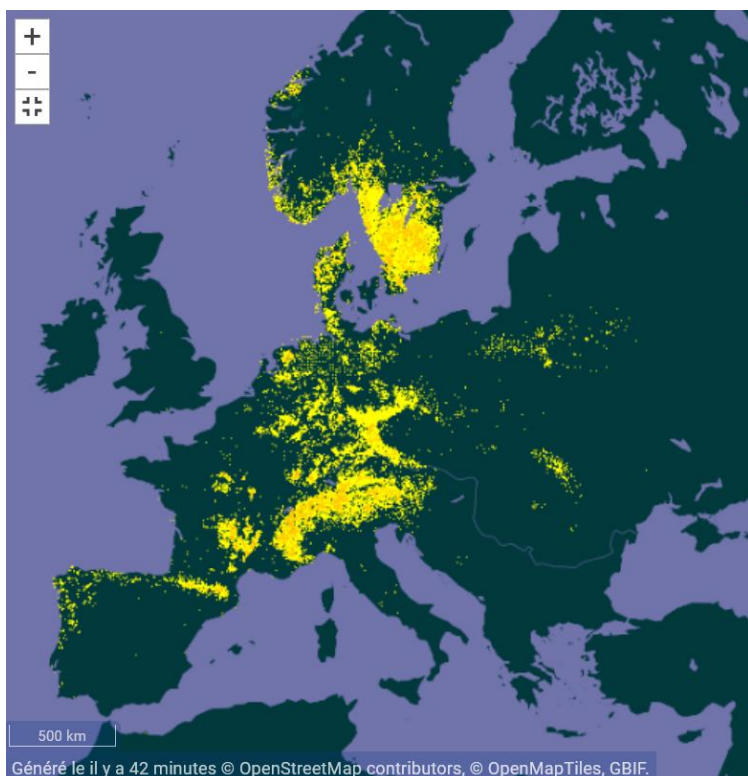 +
-
500 km
Généré le il y a 42 minutes © OpenStreetMap contributors, © OpenMapTiles, GBIF.